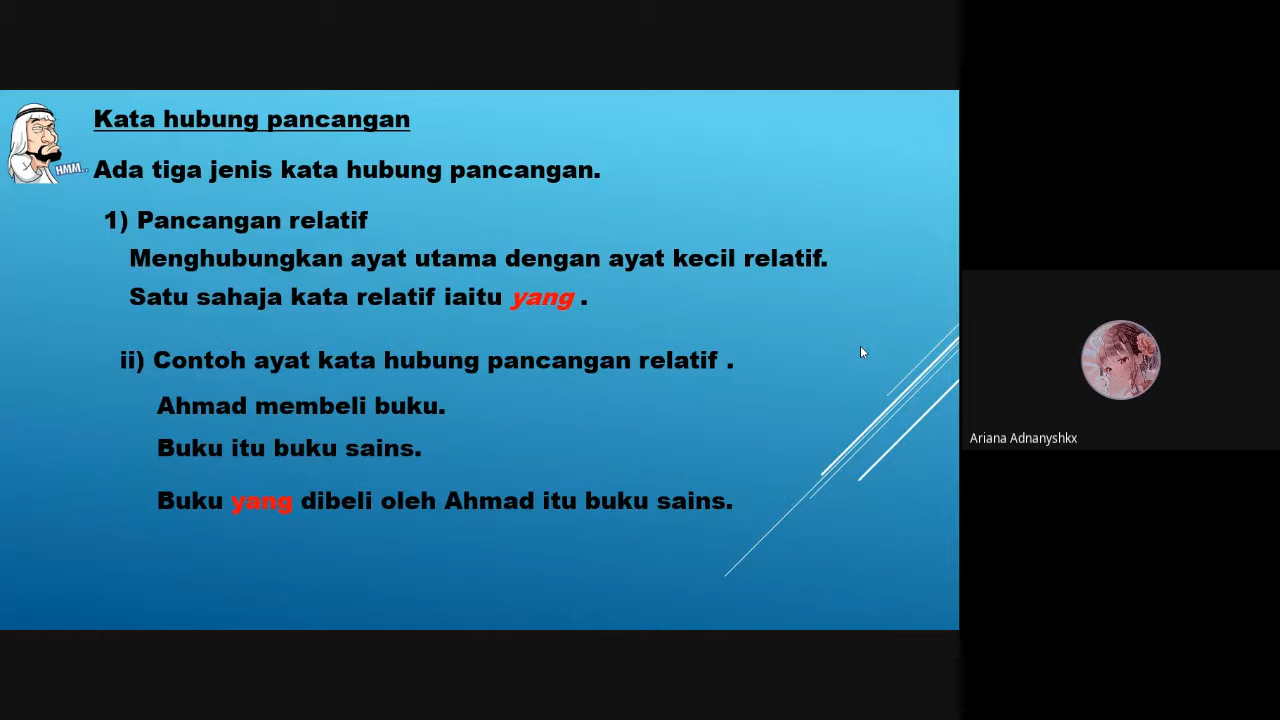 Kata hubung pancangan
HMM..
Ada tiga jenis kata hubung pancangan.
1) Pancangan relatif
Menghubungkan ayat utama dengan ayat kecil relatif.
Satu sahaja kata relatif iaitu yang .
ii) Contoh ayat kata hubung pancangan relatif .
Ahmad membeli buku.
Buku itu buku sains.
Buku yang dibeli oleh Ahmad itu buku sains.
Ariana Adnanyshkx